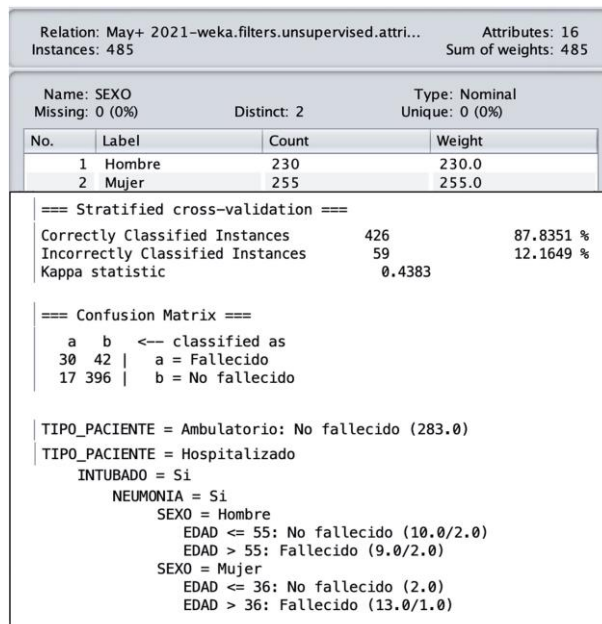 Relation: May+ 2021-weka.filters.unsupervised.attri... Attributes: 16
Instances: 485 Sum of weights: 485
Name: SEXO Type: Nominal
Missing: 0 (0%) Distinct: 2 Unique: 0 (0%)
No. Label Count Weight
1 Hombre 230 230.0
2 Mujer 255 255.0
=== Stratified cross-validation ===
Correctly Classified Instances 426 87.8351 %
Incorrectly Classified Instances 59 12.1649 %
Kappa statistic 0.4383
=== Confusion Matrix ===
a b <-- classified as
30 42 | a = Fallecido
17 396 | b = No fallecido
TIPO_PACIENTE = Ambulatorio: No fallecido (283.0)
TIPO_PACIENTE = Hospitalizado
INTUBADO = Si
NEUMONIA = Si
SEXO = Hombre
EDAD <= 55: No fallecido (10.0/2.0)
EDAD > 55: Fallecido (9.0/2.0)
SEXO = Mujer
EDAD <= 36: No fallecido (2.0)
EDAD > 36: Fallecido (13.0/1.0)